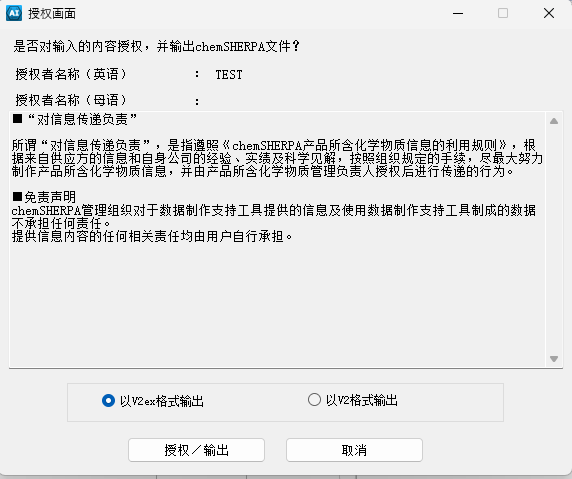 AI 授权画面
是否对输入的内容授权，并输出chemSHERPA文件?
授权者名称（英语） ： TEST
授权者名称（母语） ：
■“对信息传递负责”
所谓“对信息传递负责”，是指遵照《chemSHERPA产品所含化学物质信息的利用规则》，根
据来自供应方的信息和自身公司的经验、实绩及科学见解，按照组织规定的手续，尽最大努力
制作产品所含化学物质信息，并由产品所含化学物质管理负责人授权后进行传递的行为。
■免责声明
chemSHERPA管理组织对于数据制作支持工具提供的信息及使用数据制作支持工具制成的数据
不承担任何责任。
提供信息内容的任何相关责任均由用户自行承担。
以V2ex格式输出 以V2格式输出
授权／输出 取消